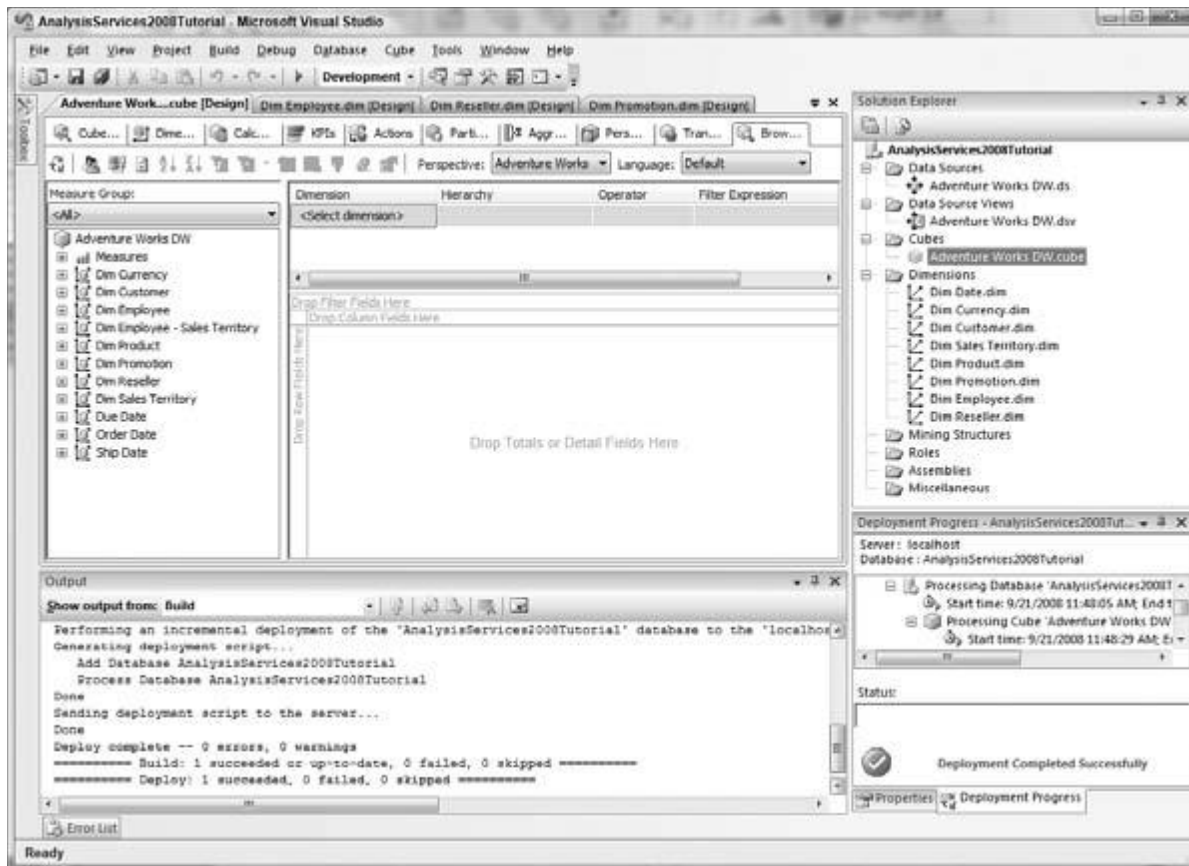 AnalysisServices2008Tutorial - Microsoft Visual Studio
File Edit View Project Build Debug Database Cube Tools Window Help
Development
Adventure Work....cube [Design] Dim Employee.dim [Design] Dim Reseller.dim [Design] Dim Promotion.dim [Design]
Toolbox
Cube... Dime... Calc... KPIs Actions Parti... Aggr... Pers... Tran... Brow...
Perspective: Adventure Works Language: Default
Measure Group:
<All>
Adventure Works DW
Measures
Dim Currency
Dim Customer
Dim Employee
Dim Employee - Sales Territory
Dim Product
Dim Promotion
Dim Reseller
Dim Sales Territory
Due Date
Order Date
Ship Date
Dimension Hierarchy Operator Filter Expression
<Select dimension>
Drop Filter Fields Here
Drop Column Fields Here
Drop Row Fields Here
Drop Totals or Detail Fields Here
Solution Explorer
AnalysisServices2008Tutorial
Data Sources
Adventure Works DW.ds
Data Source Views
Adventure Works DW.dsv
Cubes
Adventure Works DW.cube
Dimensions
Dim Date.dim
Dim Currency.dim
Dim Customer.dim
Dim Sales Territory.dim
Dim Product.dim
Dim Promotion.dim
Dim Employee.dim
Dim Reseller.dim
Mining Structures
Roles
Assemblies
Miscellaneous
Output
Show output from: Build
Performing an incremental deployment of the 'AnalysisServices2008Tutorial' database to the 'localhos
Generating deployment script...
Add Database AnalysisServices2008Tutorial
Process Database AnalysisServices2008Tutorial
Done
Sending deployment script to the server...
Done
Deploy complete -- 0 errors, 0 warnings
========== Build: 1 succeeded or up-to-date, 0 failed, 0 skipped ==========
========== Deploy: 1 succeeded, 0 failed, 0 skipped ==========
Deployment Progress - AnalysisServices2008Tut...
Server : localhost
Database : AnalysisServices2008Tutorial
Processing Database 'AnalysisServices2008T
Start time: 9/21/2008 11:48:05 AM; End t
Processing Cube 'Adventure Works DW
Start time: 9/21/2008 11:48:29 AM; E
Status:
Deployment Completed Successfully
Properties Deployment Progress
Error List
Ready